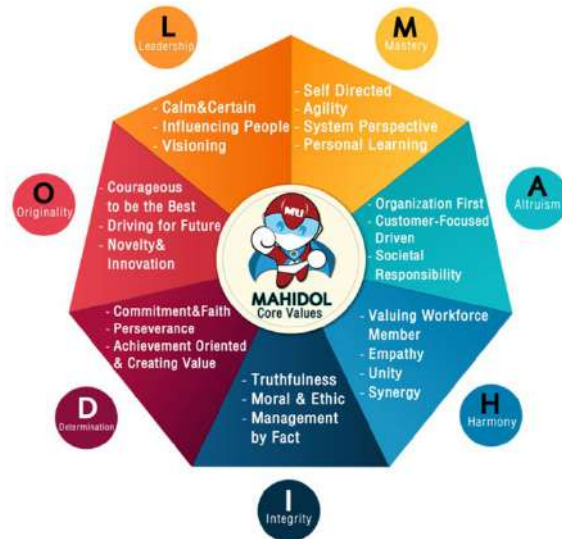 L
Leadership
M
Mastery
- Calm&Certain
- Influencing People
- Visioning
- Self Directed
- Agility
- System Perspective
- Personal Learning
O
Originality
- Courageous
to be the Best
- Driving for Future
- Novelty&
Innovation
A
Altruism
- Organization First
- Customer-Focused
Driven
- Societal
Responsibility
MU
MAHIDOL
Core Values
- Commitment&Faith
- Perseverance
- Achievement Oriented
& Creating Value
- Valuing Workforce
Member
- Empathy
- Unity
- Synergy
- Truthfulness
- Moral & Ethic
- Management
by Fact
D
Determination
H
Harmony
I
Integrity